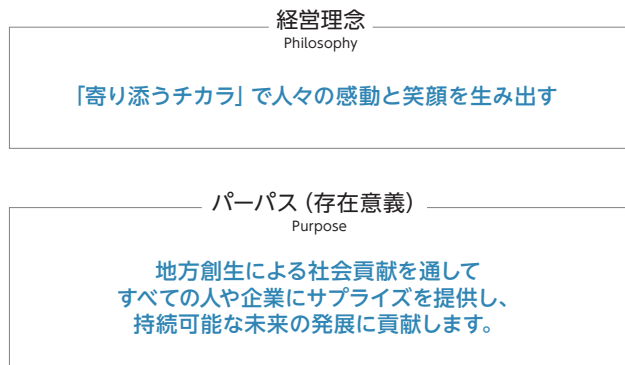 経営理念
Philosophy
「寄り添うチカラ」で人々の感動と笑顔を生み出す
パーパス（存在意義）
Purpose
地方創生による社会貢献を通して
すべての人や企業にサプライズを提供し、
持続可能な未来の発展に貢献します。